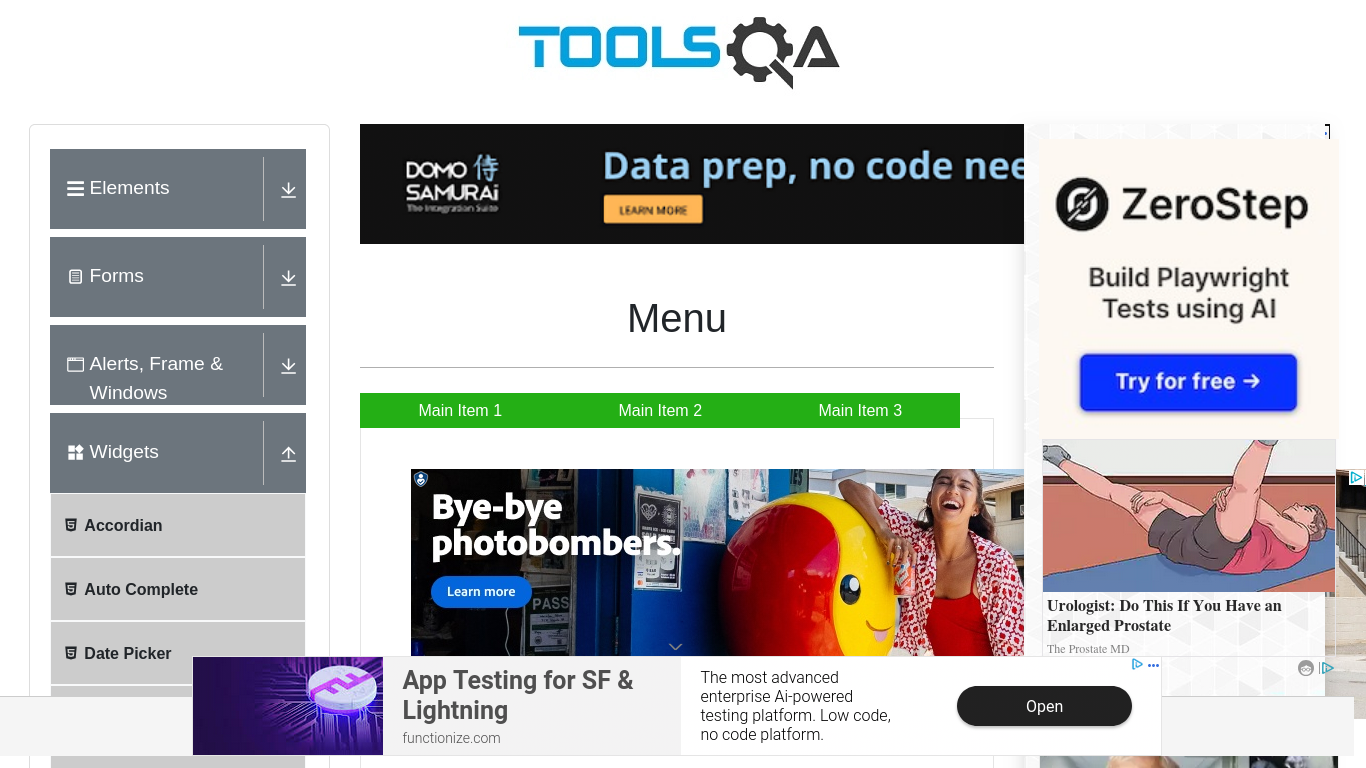 TOOLSQA
Elements
Forms
Alerts, Frame &
Windows
Widgets
Accordian
Auto Complete
Date Picker
DOMO 侍
SAMURAI
The Integration Suite
Data prep, no code nee
LEARN MORE
Menu
Main Item 1
Main Item 2
Main Item 3
Bye-bye
photobombers.
Learn more
PASS
ZeroStep
Build Playwright
Tests using AI
Try for free →
Urologist: Do This If You Have an
Enlarged Prostate
The Prostate MD
App Testing for SF &
Lightning
functionize.com
The most advanced
enterprise Ai-powered
testing platform. Low code,
no code platform.
Open